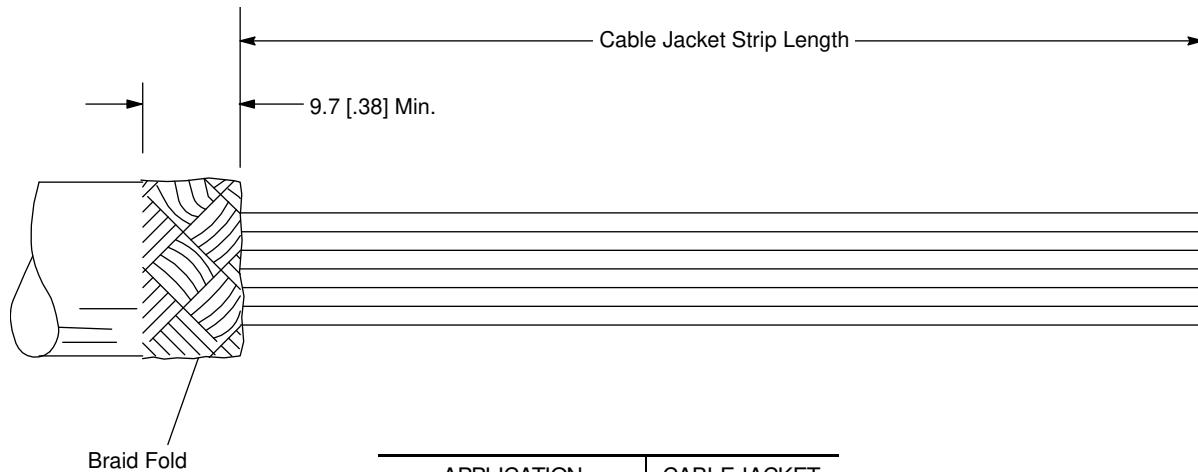 Cable Jacket Strip Length
9.7 [.38] Min.
Braid Fold
APPLICATION CABLE JACKET